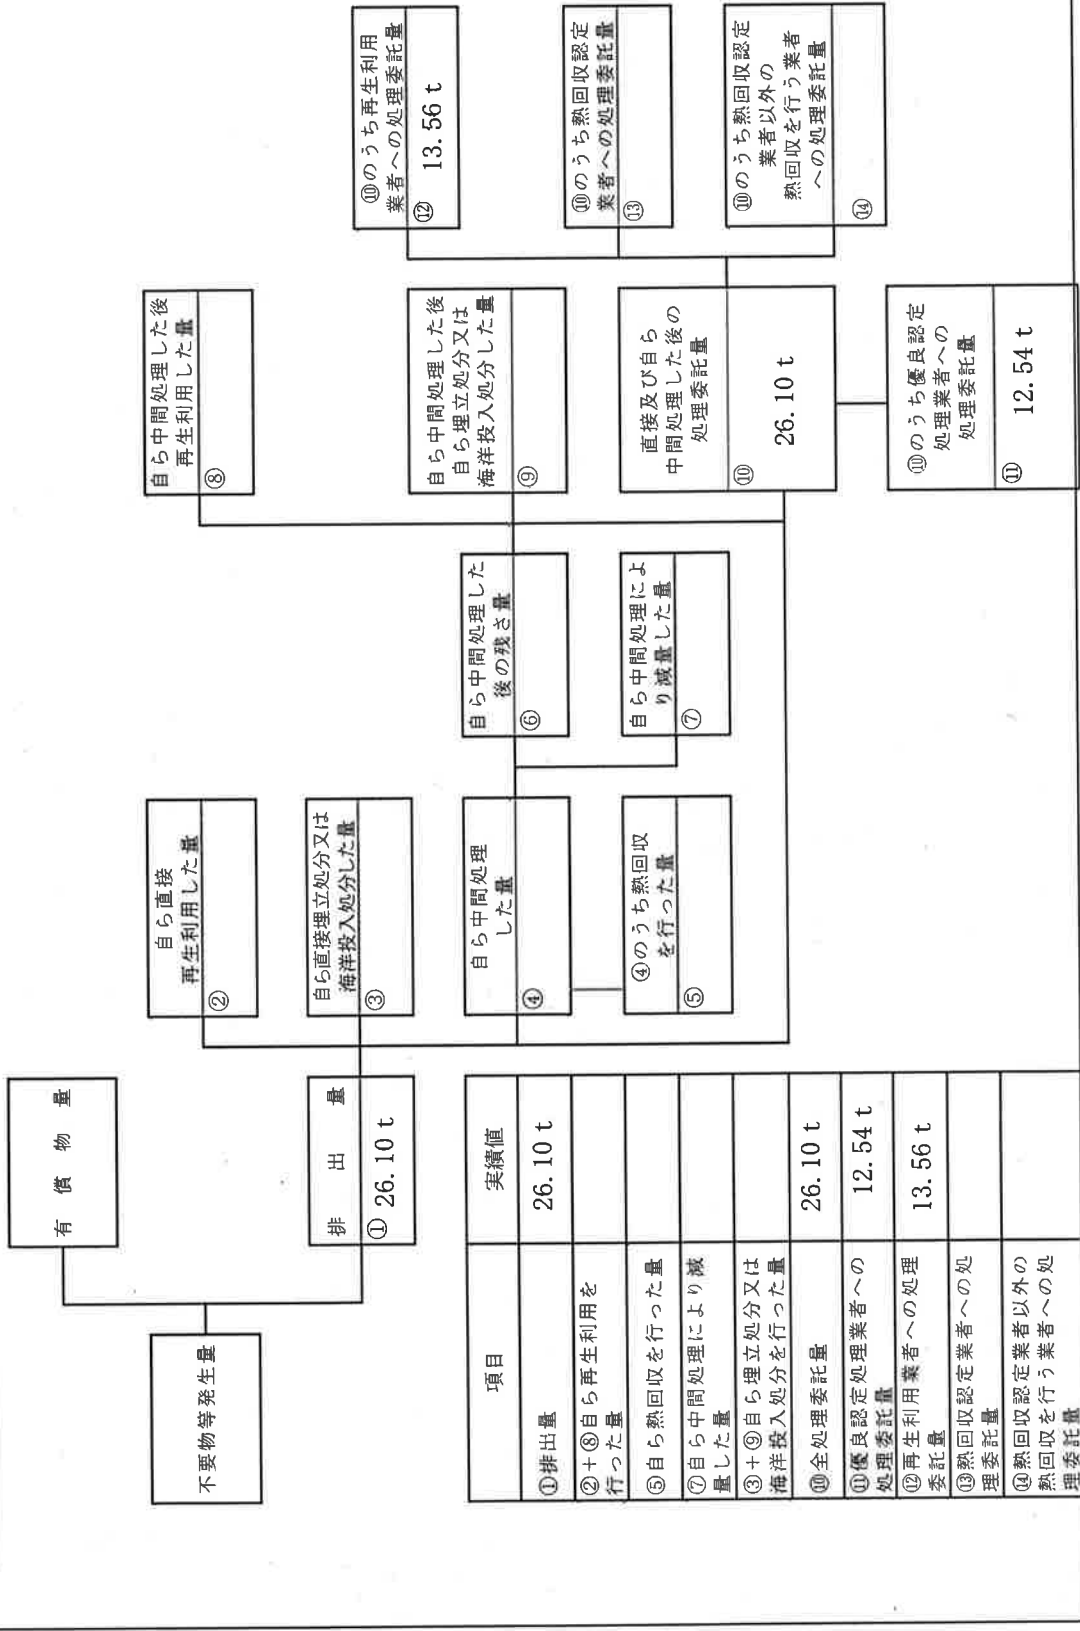 有償物量
不要物等発生量
排出量
① 26.10 t
自ら直接
再生利用した量
②
自ら直接埋立処分又は
海洋投入処分した量
③
自ら中間処理
した量
④
④のうち熱回収
を行った量
⑤
自ら中間処理した
後の残さ量
⑥
自ら中間処理によ
り減量した量
⑦
自ら中間処理した後
再生利用した量
⑧
自ら中間処理した後
自ら埋立処分又は
海洋投入処分した量
⑨
直接及び自ら
中間処理した後の
処理委託量
⑩
26.10 t
⑩のうち優良認定
処理業者への
処理委託量
⑪
12.54 t
⑩のうち再生利用
業者への処理委託量
⑫
13.56 t
⑩のうち熱回収認定
業者への処理委託量
⑬
⑩のうち熱回収認定
業者以外の
熱回収を行う業者
への処理委託量
⑭
項目
実績値
①排出量
26.10 t
②+⑧自ら再生利用を
行った量
⑤自ら熱回収を行った量
⑦自ら中間処理により減
量した量
③+⑨自ら埋立処分又は
海洋投入処分を行った量
⑩全処理委託量
26.10 t
⑪優良認定処理業者への
処理委託量
12.54 t
⑫再生利用業者への処理
委託量
13.56 t
⑬熱回収認定業者への処
理委託量
⑭熱回収認定業者以外の
熱回収を行う業者への処
理委託量